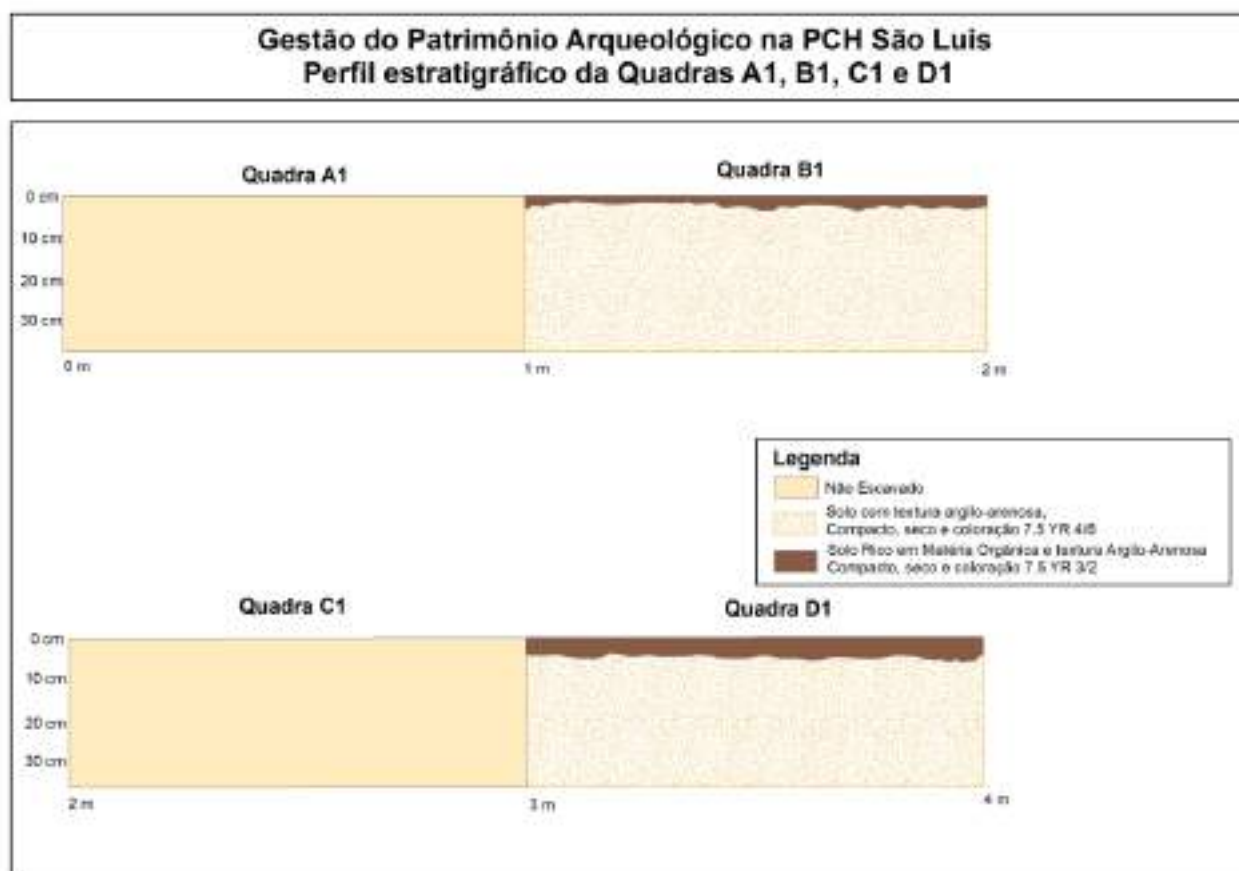 Gestão do Patrimônio Arqueológico na PCH São Luis
Perfil estratigráfico da Quadras A1, B1, C1 e D1
Quadra A1
Quadra B1
0 cm
10 cm
20 cm
30 cm
0 m
1 m
2 m
Legenda
Não Escavado
Solo com textura argilo-arenosa,
Compacto, seco e coloração 7.5 YR
Solo Rico em Matéria Orgânica e textura Argilo-Arenosa
Compacto, seco e coloração 7.5 YR 3/2
Quadra C1
Quadra D1
0 cm
10 cm
20 cm
30 cm
2 m
3 m
4 m